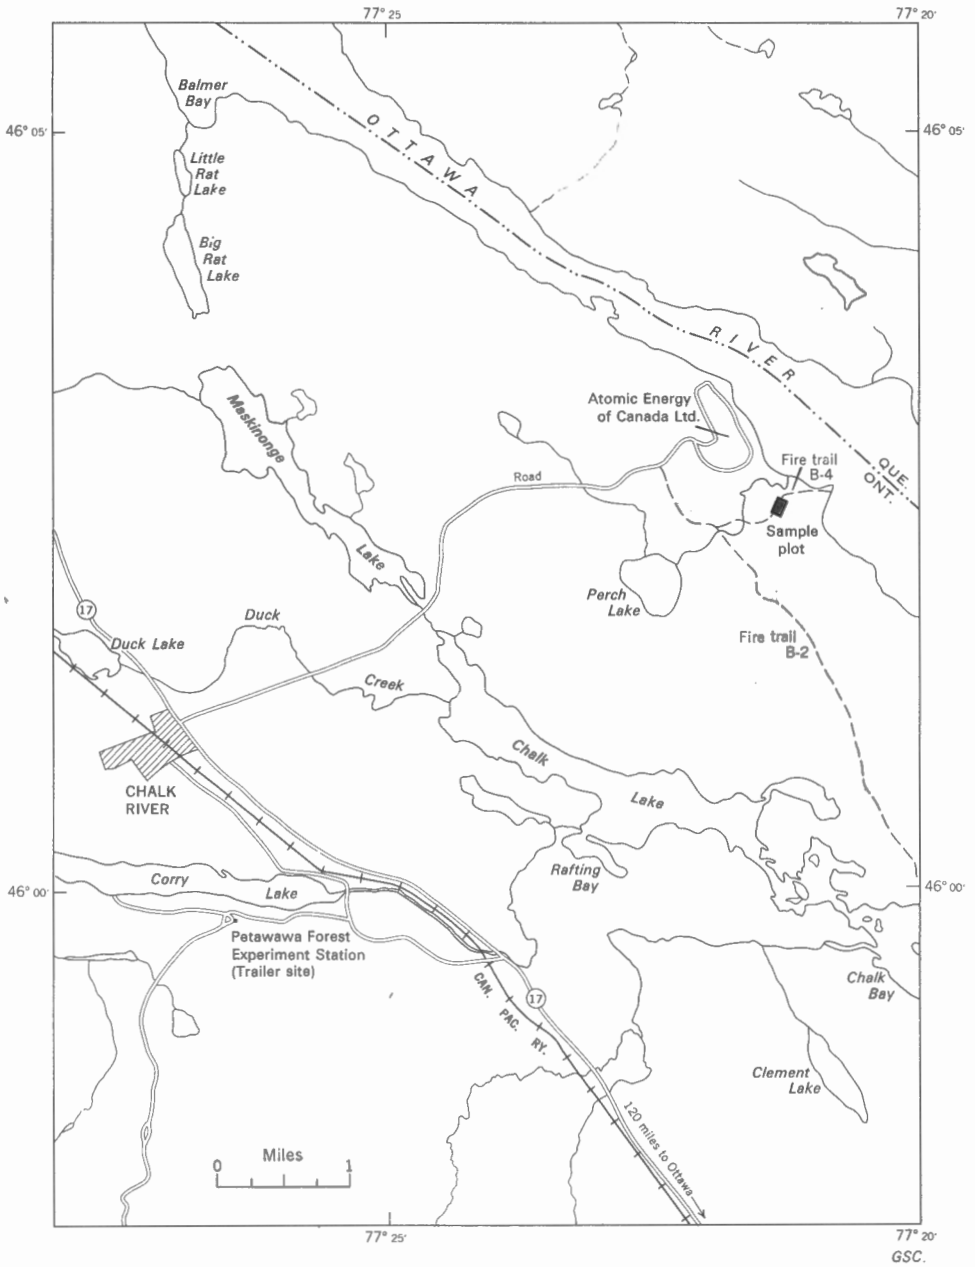 77° 25
77° 20'
Balmer
Bay
46° 05'
46° 05'
OTTAWA
Little
Rat
Lake
Big
Rat
Lake
RIVER
Atomic Energy
of Canada Ltd.
Maskinonge
QUE.
ONT.
Fire trail
B-4
Road
Sample
plot
Lake
Perch
Lake
17
Duck
Duck Lake
Fire trail
B-2
Creek
Chalk
CHALK
RIVER
Lake
Rafting
Bay
Corry
Lake
46° 00'
46° 00'
Petawawa Forest
Experiment Station
(Trailer site)
CAN.
PAC.
RY.
17
Chalk
Bay
Clement
Lake
120 miles to Ottawa
Miles
0 1
77° 25'
77° 20'
GSC.